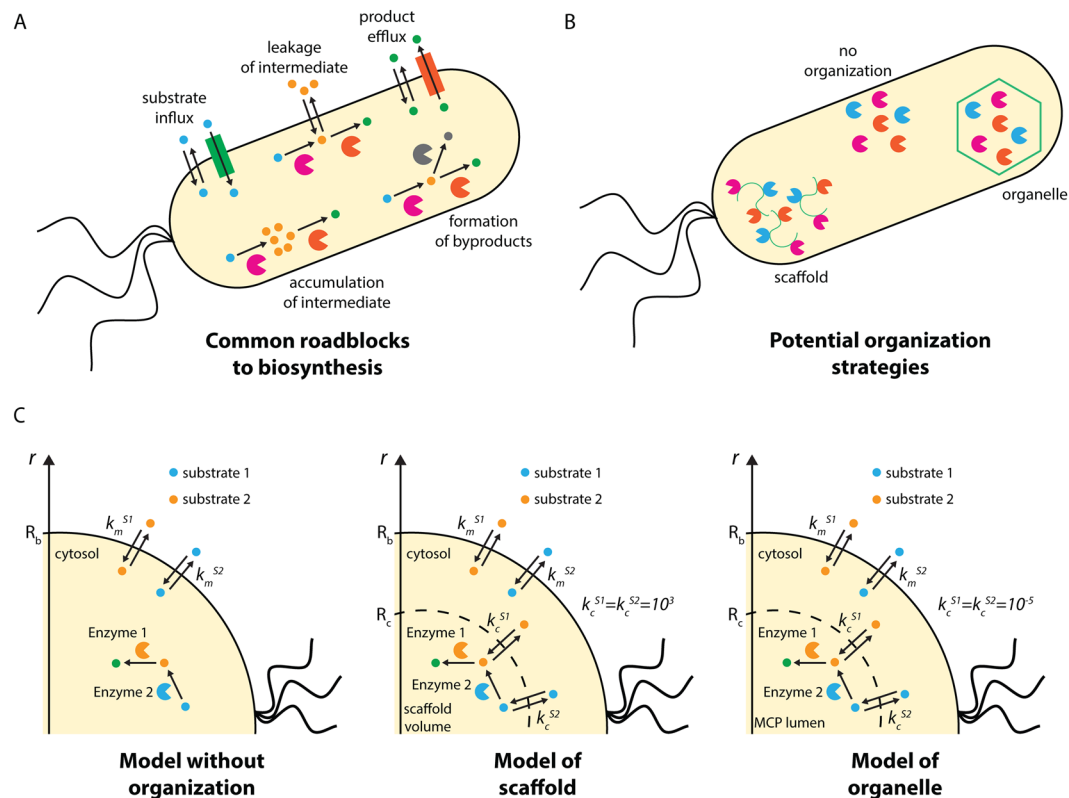 A
substrate
influx
leakage
of intermediate
product
efflux
formation
of byproducts
accumulation
of intermediate
Common roadblocks
to biosynthesis
B
no
organization
organelle
scaffold
Potential organization
strategies
C
r
substrate 1
substrate 2
R_b
cytosol
k_m^S1
k_m^S2
Enzyme 1
Enzyme 2
Model without
organization
r
substrate 1
substrate 2
R_b
cytosol
k_m^S1
k_m^S2
k_c^S1=k_c^S2=10^3
R_c
k_c^S1
Enzyme 1
Enzyme 2
scaffold
volume
k_c^S2
Model of
scaffold
r
substrate 1
substrate 2
R_b
cytosol
k_m^S1
k_m^S2
k_c^S1=k_c^S2=10^-5
R_c
k_c^S1
Enzyme 1
Enzyme 2
MCP lumen
k_c^S2
Model of
organelle